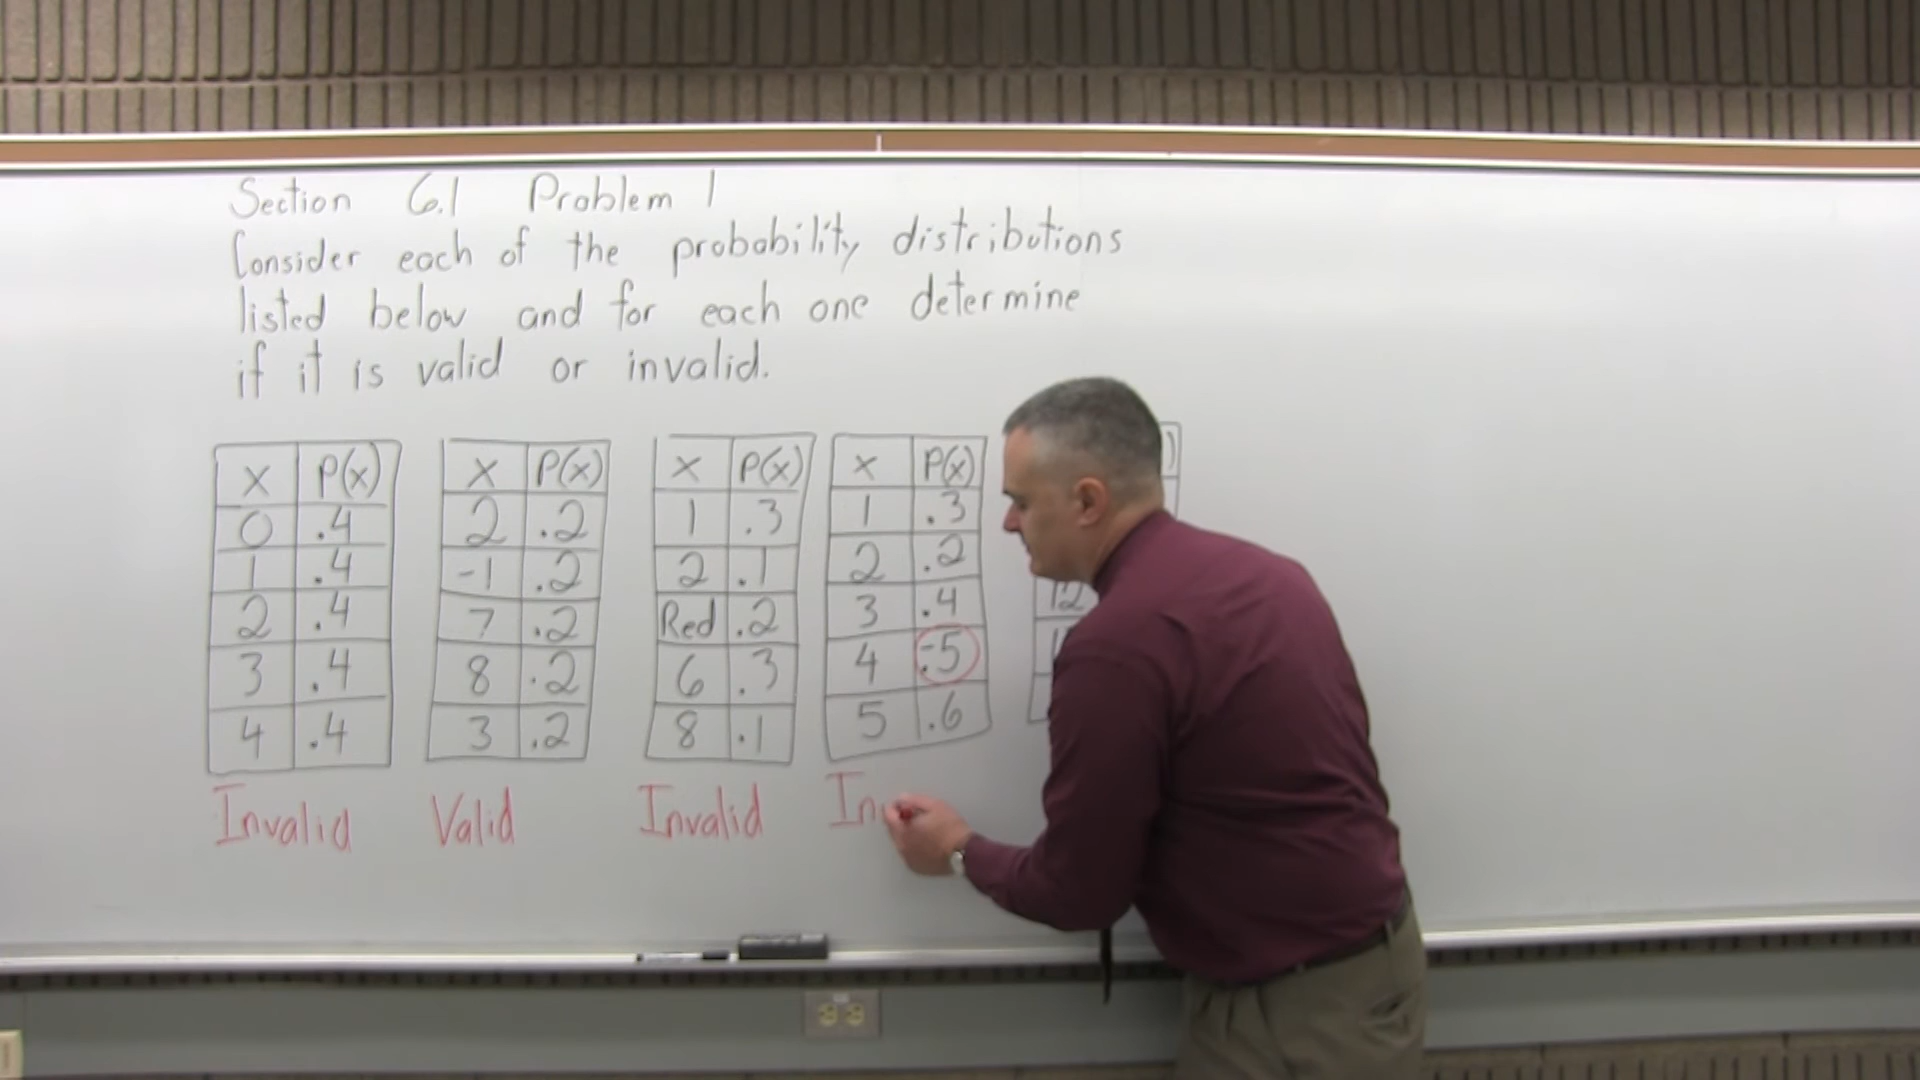 Section 6.1 Problem 1
Consider each of the probability distributions
listed below and for each one determine
if it is valid or invalid.
x P(x)
0 .4
1 .4
2 .4
3 .4
4 .4
Invalid
x P(x)
2 .2
-1 .2
7 .2
8 .2
3 .2
Valid
x P(x)
1 .3
2 .1
Red .2
6 .3
8 .1
Invalid
x P(x)
1 .3
2 .2
3 .4
4 -.5
5 .6
In
12